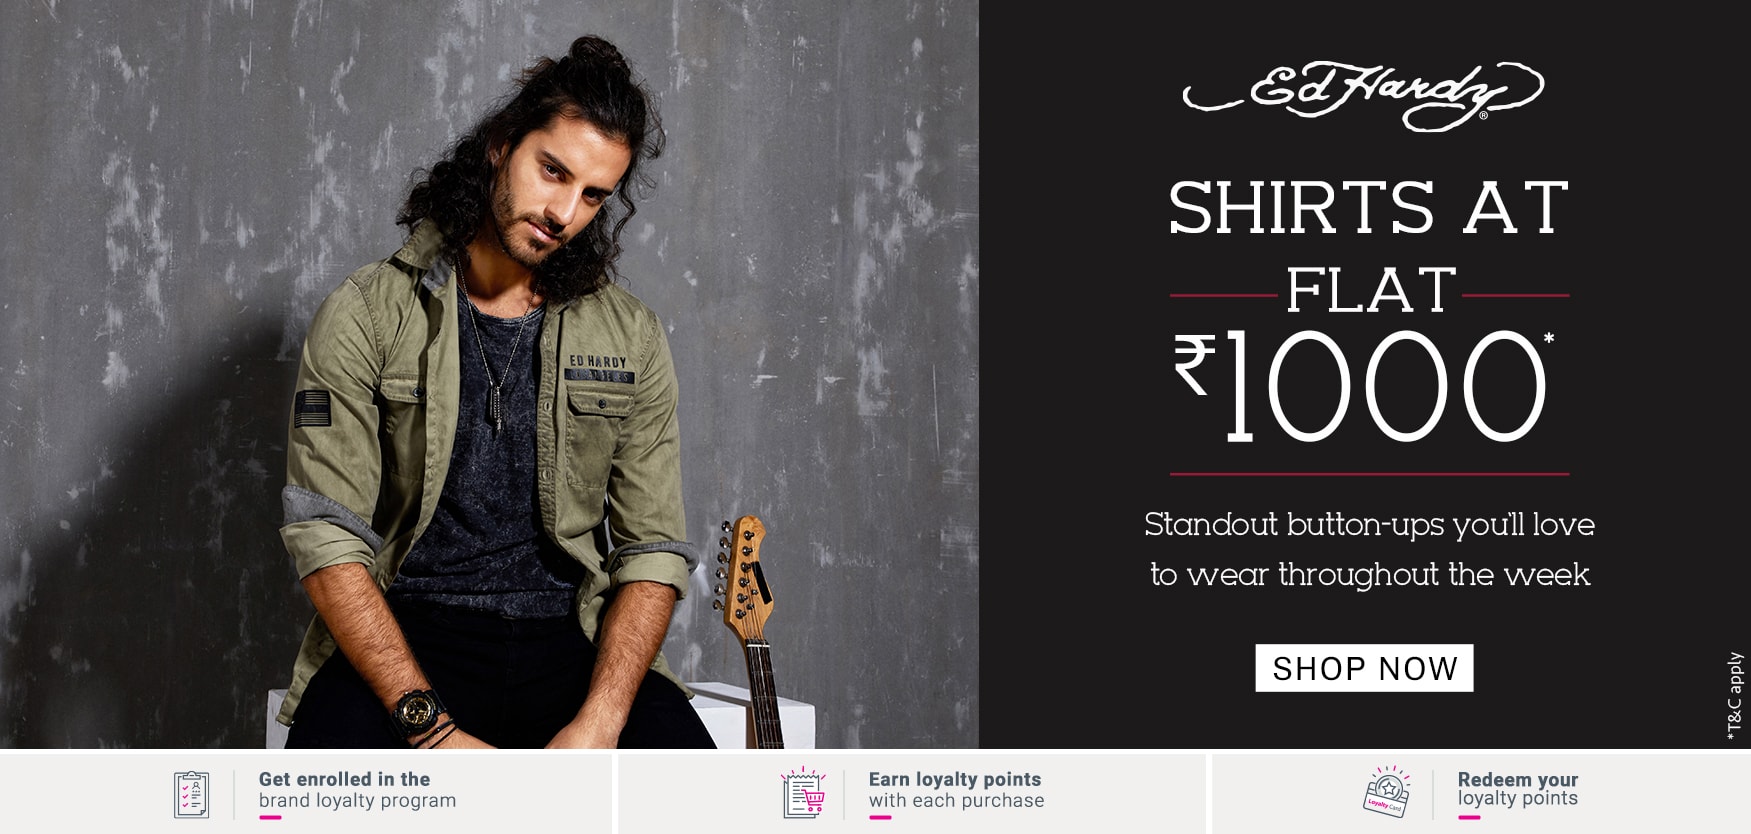 Ed Hardy®
SHIRTS AT
FLAT
₹1000*
Standout button-ups you'll love
to wear throughout the week
SHOP NOW
*T&C apply
ED HARDY
Get enrolled in the
brand loyalty program
Earn loyalty points
with each purchase
Loyalty Card
Redeem your
loyalty points